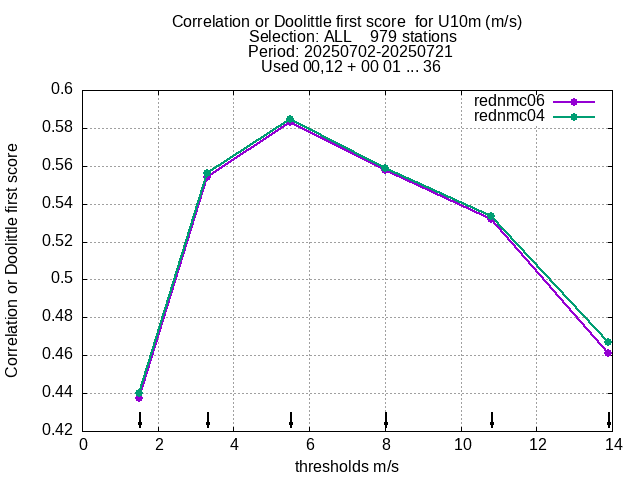 Correlation or Doolittle first score  for U10m (m/s)
Selection: ALL    979 stations
Period: 20250702-20250721
Used 00,12 + 00 01 ... 36
rednmc06
rednmc04
Correlation or Doolittle first score
0.6
0.58
0.56
0.54
0.52
0.5
0.48
0.46
0.44
0.42
0 2 4 6 8 10 12 14
thresholds m/s